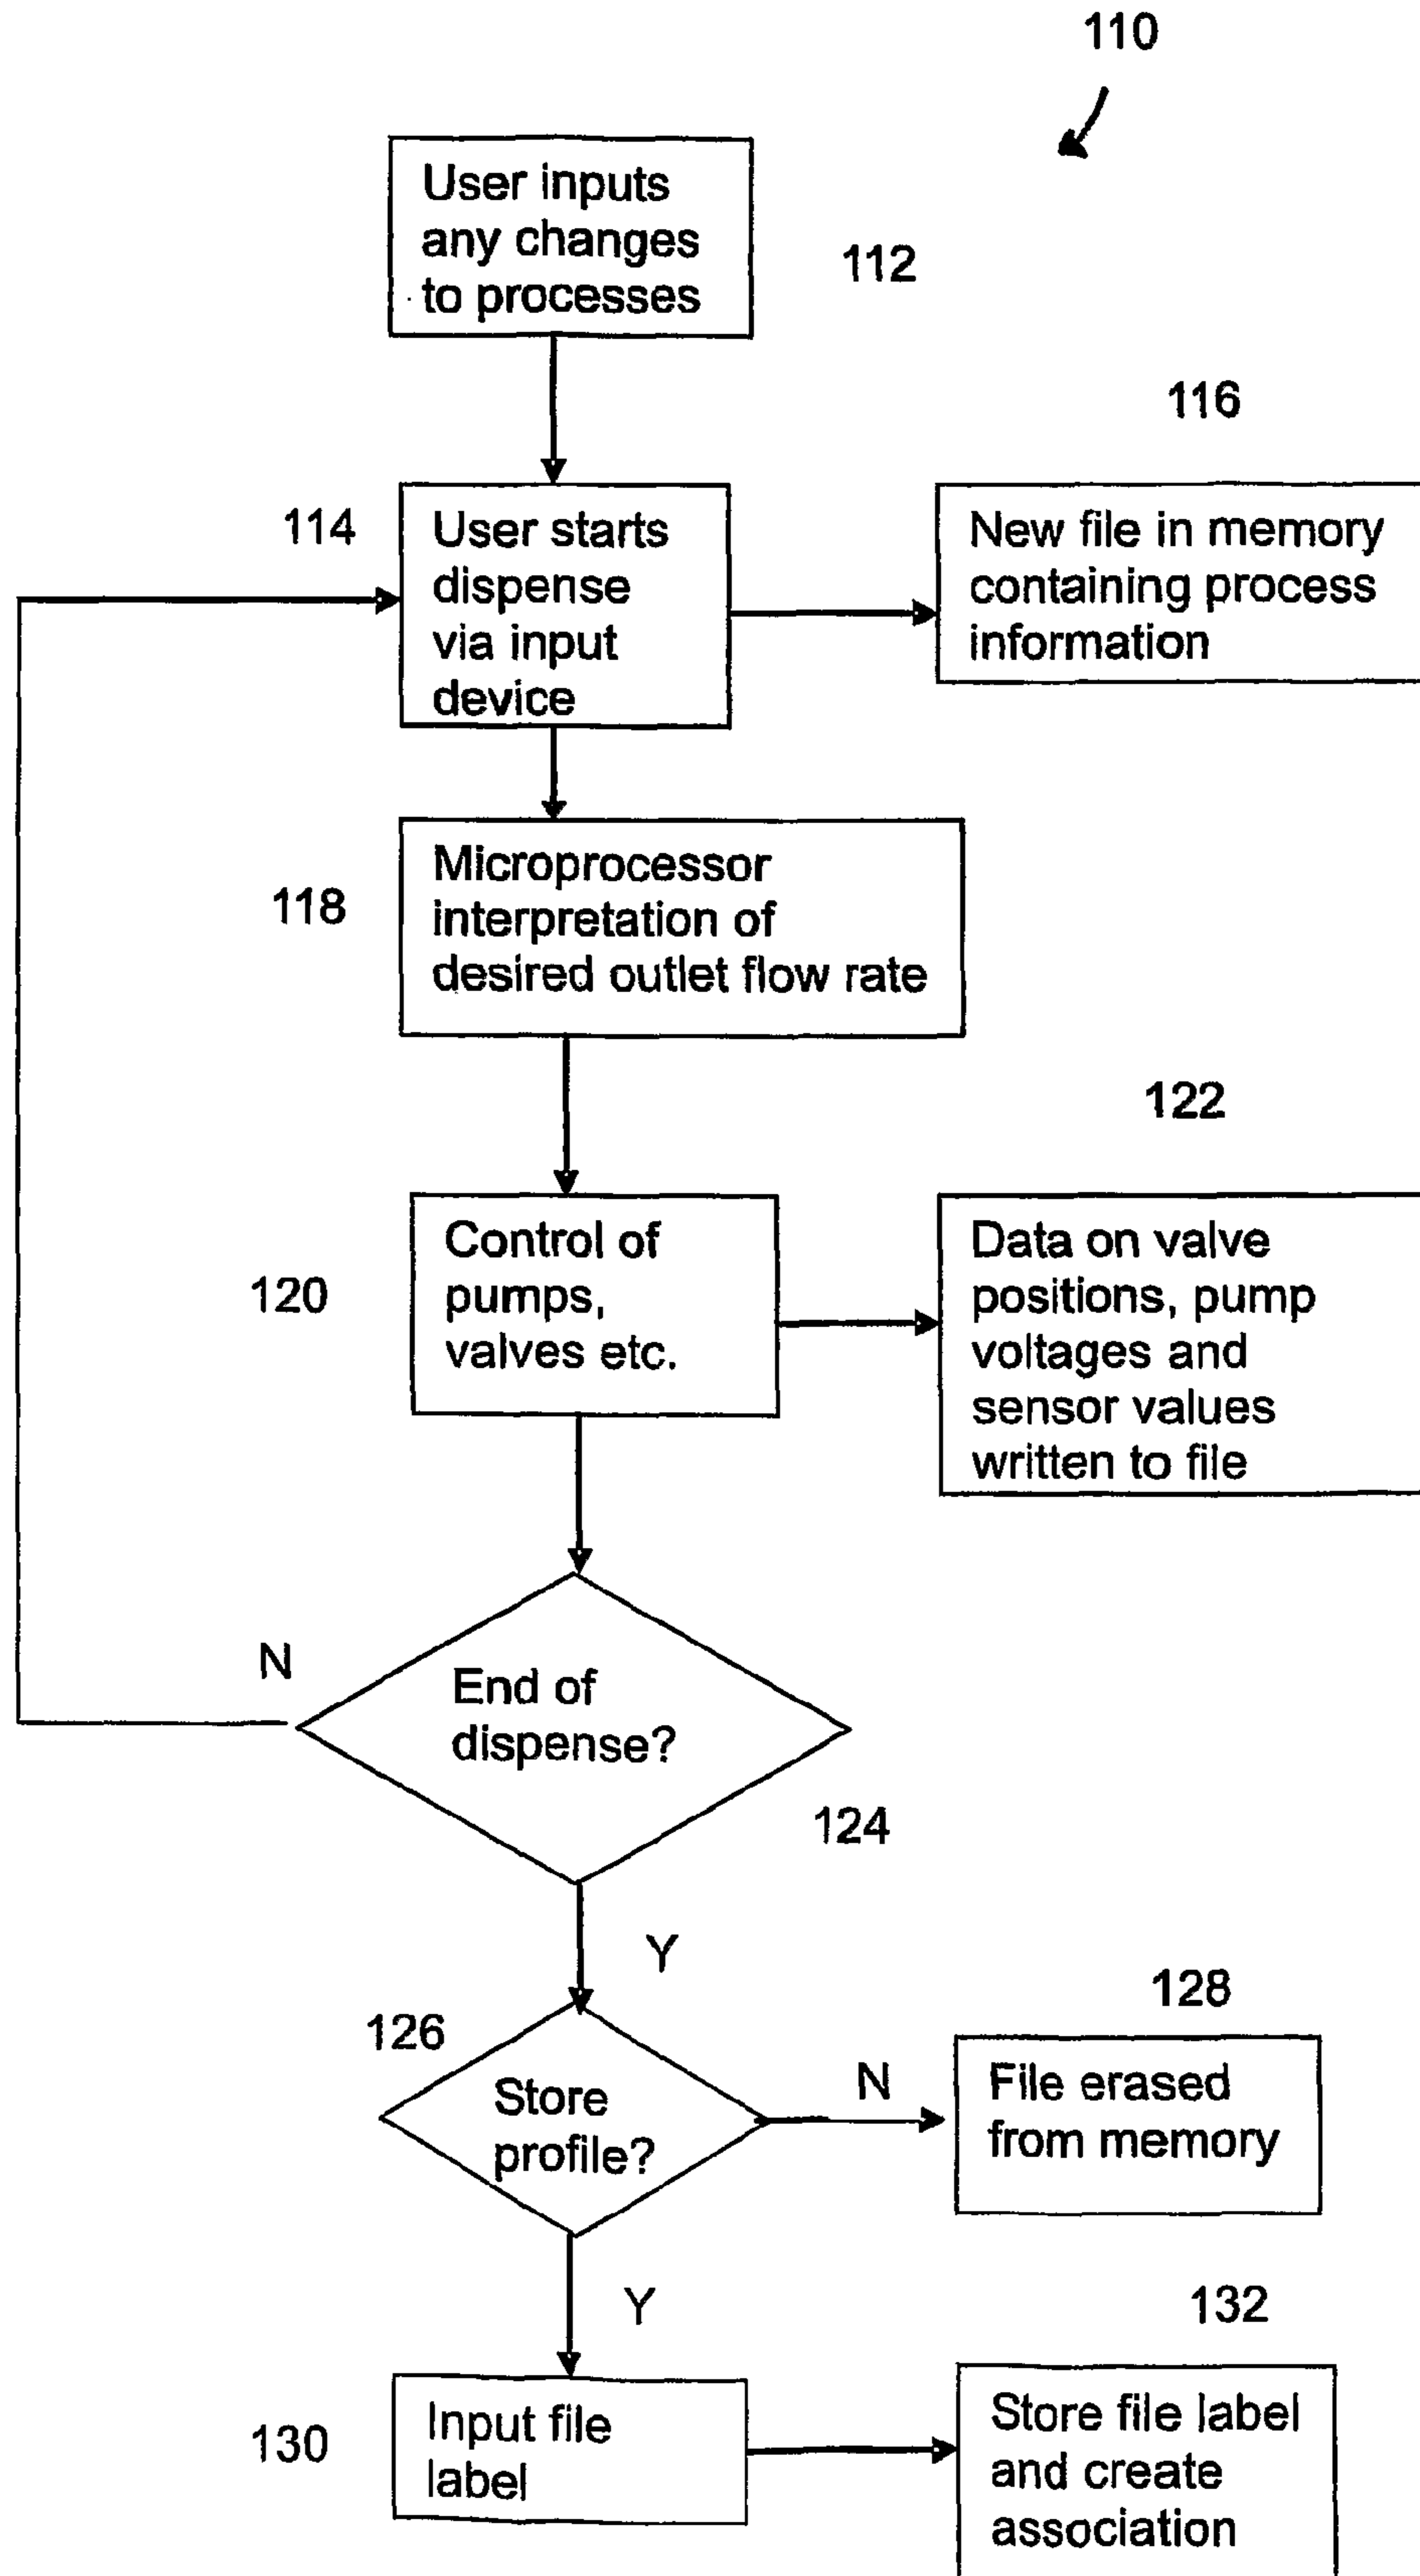 110
User inputs
any changes
to processes
112
116
114
User starts
dispense
via input
device
New file in memory
containing process
information
118
Microprocessor
interpretation of
desired outlet flow rate
122
120
Control of
pumps,
valves etc.
Data on valve
positions, pump
voltages and
sensor values
written to file
N
End of
dispense?
124
Y
126
128
Store
profile?
N
File erased
from memory
Y
132
130
Input file
label
Store file label
and create
association